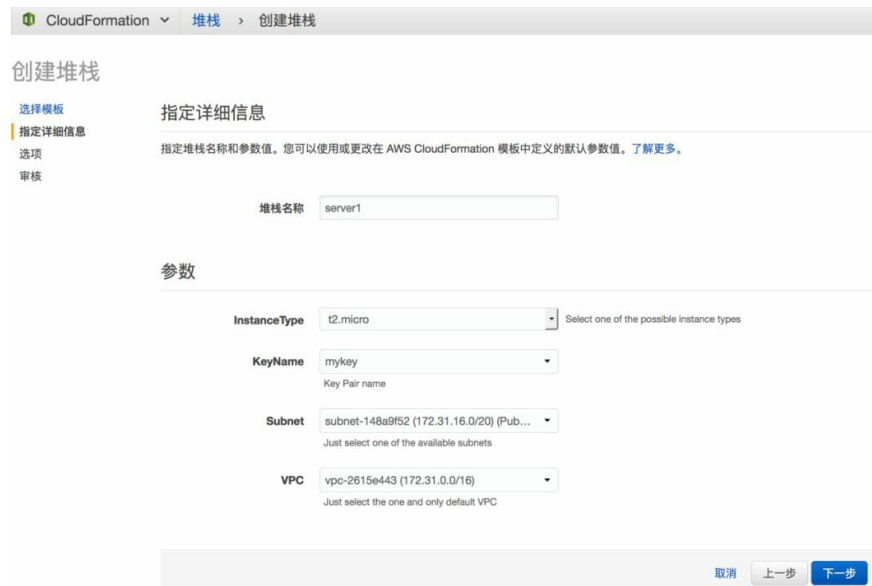 CloudFormation
堆栈 > 创建堆栈
创建堆栈
选择模板
指定详细信息
选项
审核
指定详细信息
指定堆栈名称和参数值。您可以使用或更改在 AWS CloudFormation 模板中定义的默认参数值。了解更多。
堆栈名称 server1
参数
InstanceType t2.micro Select one of the possible instance types
KeyName mykey
Key Pair name
Subnet subnet-148a9f52 (172.31.16.0/20) (Pub...
Just select one of the available subnets
VPC vpc-2615e443 (172.31.0.0/16)
Just select the one and only default VPC
取消 上一步 下一步